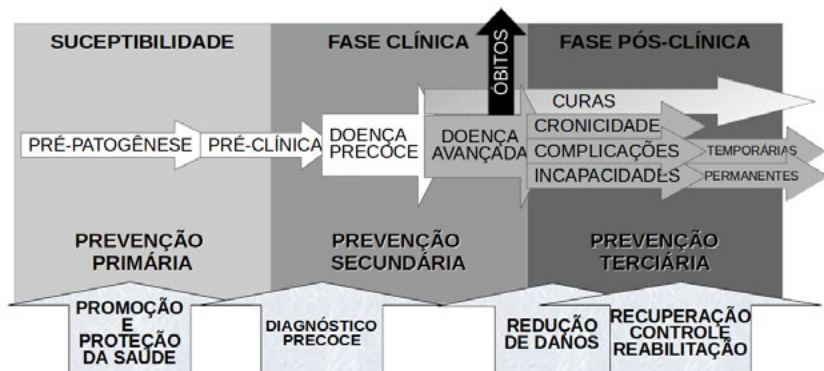 SUCEPTIBILIDADE
FASE CLÍNICA
FASE PÓS-CLÍNICA
ÓBITOS
CURAS
PRÉ-PATOGÊNESE
PRÉ-CLÍNICA
DOENÇA
PRECOCE
DOENÇA
AVANÇADA
CRONICIDADE
COMPLICAÇÕES
TEMPORÁRIAS
INCAPACIDADES
PERMANENTES
PREVENÇÃO
PRIMÁRIA
PREVENÇÃO
SECUNDÁRIA
PREVENÇÃO
TERCIÁRIA
PROMOÇÃO
E
PROTEÇÃO
DA SAÚDE
DIAGNÓSTICO
PRECOCE
REDUÇÃO
DE DANOS
RECUPERAÇÃO
CONTROLE
REABILITAÇÃO